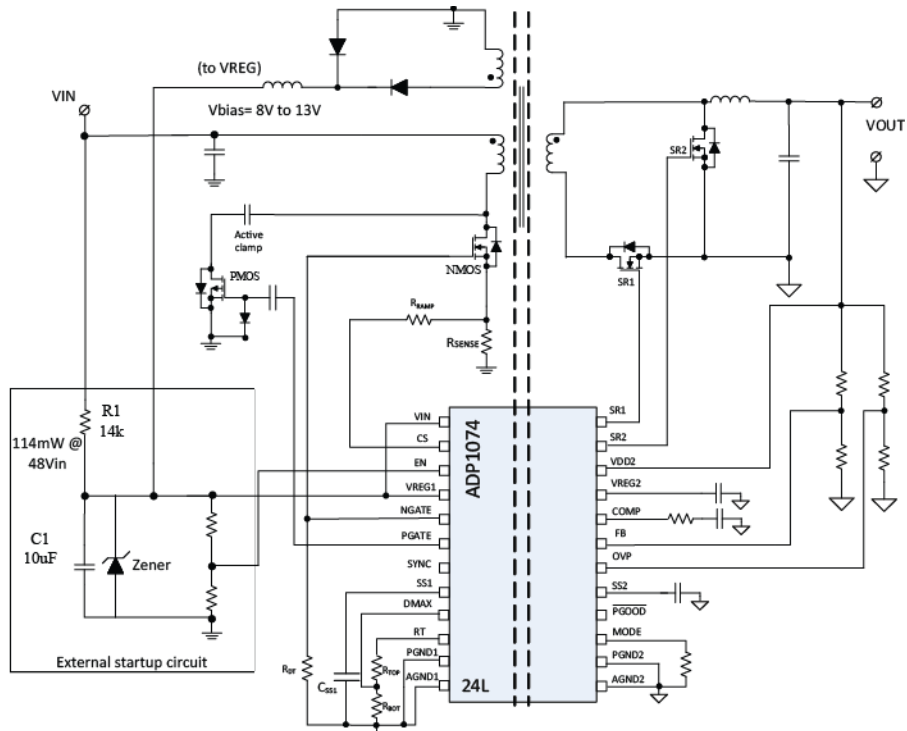 (to VREG)
VIN
Vbias= 8V to 13V
VOUT
SR2
Active
clamp
NMOS
PMOS
SR1
RRAMP
RSENSE
R1
14k
114mW @
48Vin
C1
10uF
Zener
External startup circuit
RDT
CSS1
RTOP
RBOT
ADP1074
24L
VIN
CS
EN
VREG1
NGATE
PGATE
SYNC
SS1
DMAX
RT
PGND1
AGND1
SR1
SR2
VDD2
VREG2
COMP
FB
OVP
SS2
PGOOD
MODE
PGND2
AGND2